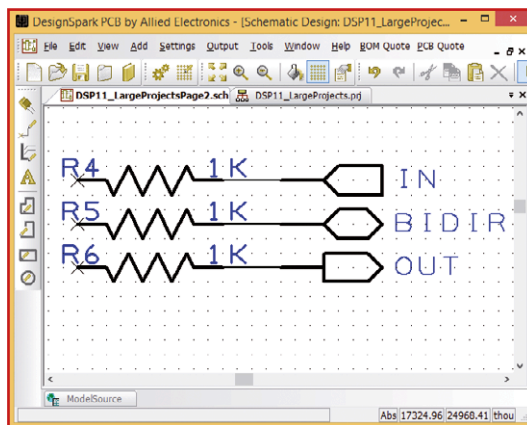 DesignSpark PCB by Allied Electronics - [Schematic Design: DSP11_LargeProjec...
File Edit View Add Settings Output Tools Window Help BOM Quote PCB Quote
DSP11_LargeProjectsPage2.sch DSP11_LargeProjects.prj
R4 1K IN
R5 1K BIDIR
R6 1K OUT
ModelSource
Abs 17324.96 24968.41 thou